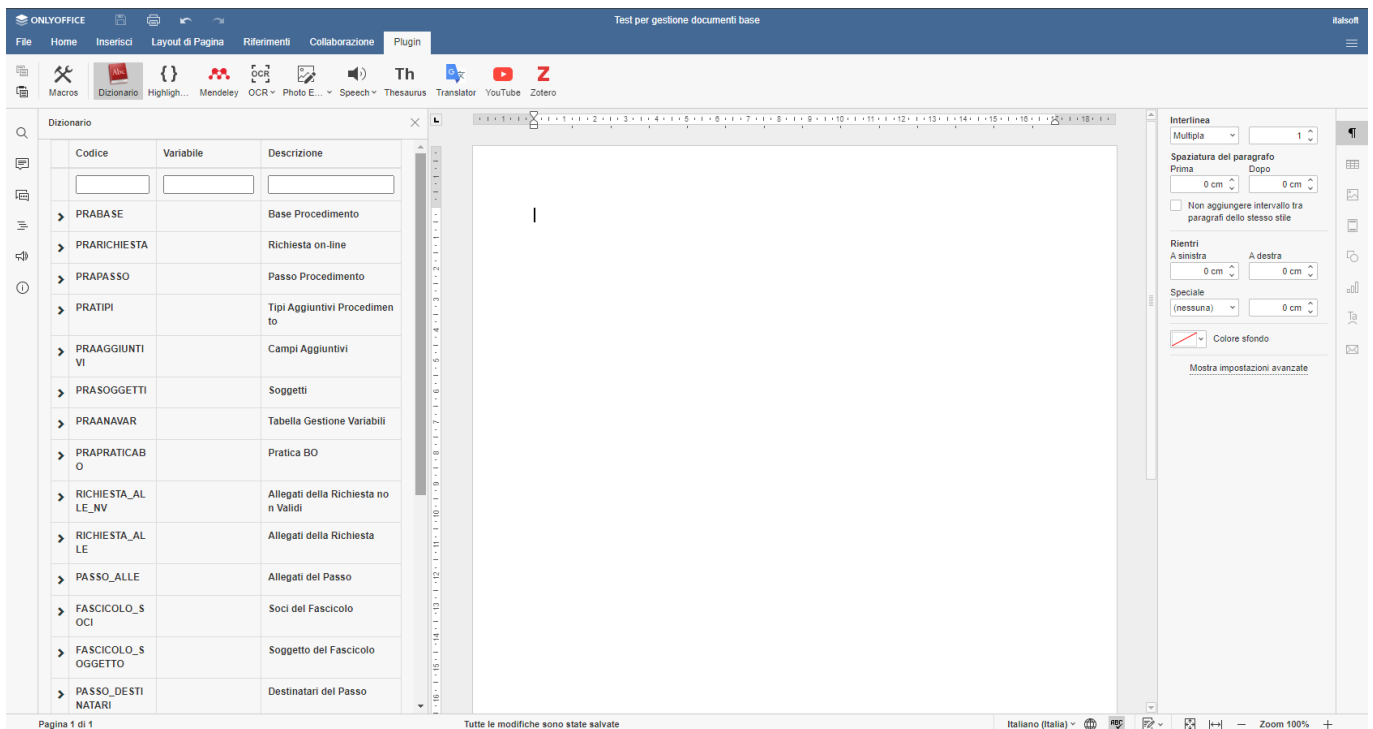 ONLYOFFICE
Test per gestione documenti base
italsoft
File Home Inserisci Layout di Pagina Riferimenti Collaborazione Plugin
Macros Dizionario Highligh... Mendeley OCR Photo E... Speech Thesaurus Translator YouTube Zotero
Dizionario
Codice Variabile Descrizione
PRABASE Base Procedimento
PRARICHIESTA Richiesta on-line
PRAPASSO Passo Procedimento
PRATIPI Tipi Aggiuntivi Procedimen
to
PRAAGGIUNTI Campi Aggiuntivi
VI
PRASOGGETTI Soggetti
PRAANAVAR Tabella Gestione Variabili
PRAPRATICAB Pratica BO
O
RICHIESTA_AL Allegati della Richiesta no
LE_NV n Validi
RICHIESTA_AL Allegati della Richiesta
LE
PASSO_ALLE Allegati del Passo
FASCICOLO_S Soci del Fascicolo
OCI
FASCICOLO_S Soggetto del Fascicolo
OGGETTO
PASSO_DESTI Destinatari del Passo
NATARI
Interlinea
Multipla 1
Spaziatura del paragrafo
Prima Dopo
0 cm 0 cm
Non aggiungere intervallo tra
paragrafi dello stesso stile
Rientri
A sinistra A destra
0 cm 0 cm
Speciale
(nessuna) 0 cm
Colore sfondo
Mostra impostazioni avanzate
Pagina 1 di 1
Tutte le modifiche sono state salvate
Italiano (Italia)
Zoom 100%